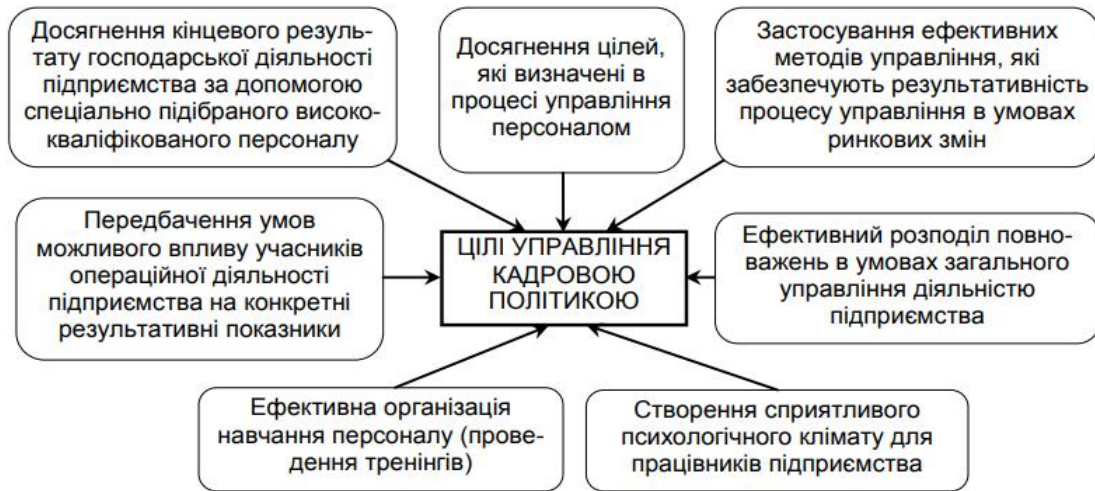 Досягнення кінцевого резуль-
тату господарської діяльності
підприємства за допомогою
спеціально підібраного високо-
кваліфікованого персоналу
Досягнення цілей,
які визначені в
процесі управління
персоналом
Застосування ефективних
методів управління, які
забезпечують результативність
процесу управління в умовах
ринкових змін
Передбачення умов
можливого впливу учасників
операційної діяльності
підприємства на конкретні
результативні показники
ЦІЛІ УПРАВЛІННЯ
КАДРОВОЮ
ПОЛІТИКОЮ
Ефективний розподіл повно-
важень в умовах загального
управління діяльністю
підприємства
Ефективна організація
навчання персоналу (прове-
дення тренінгів)
Створення сприятливого
психологічного клімату для
працівників підприємства